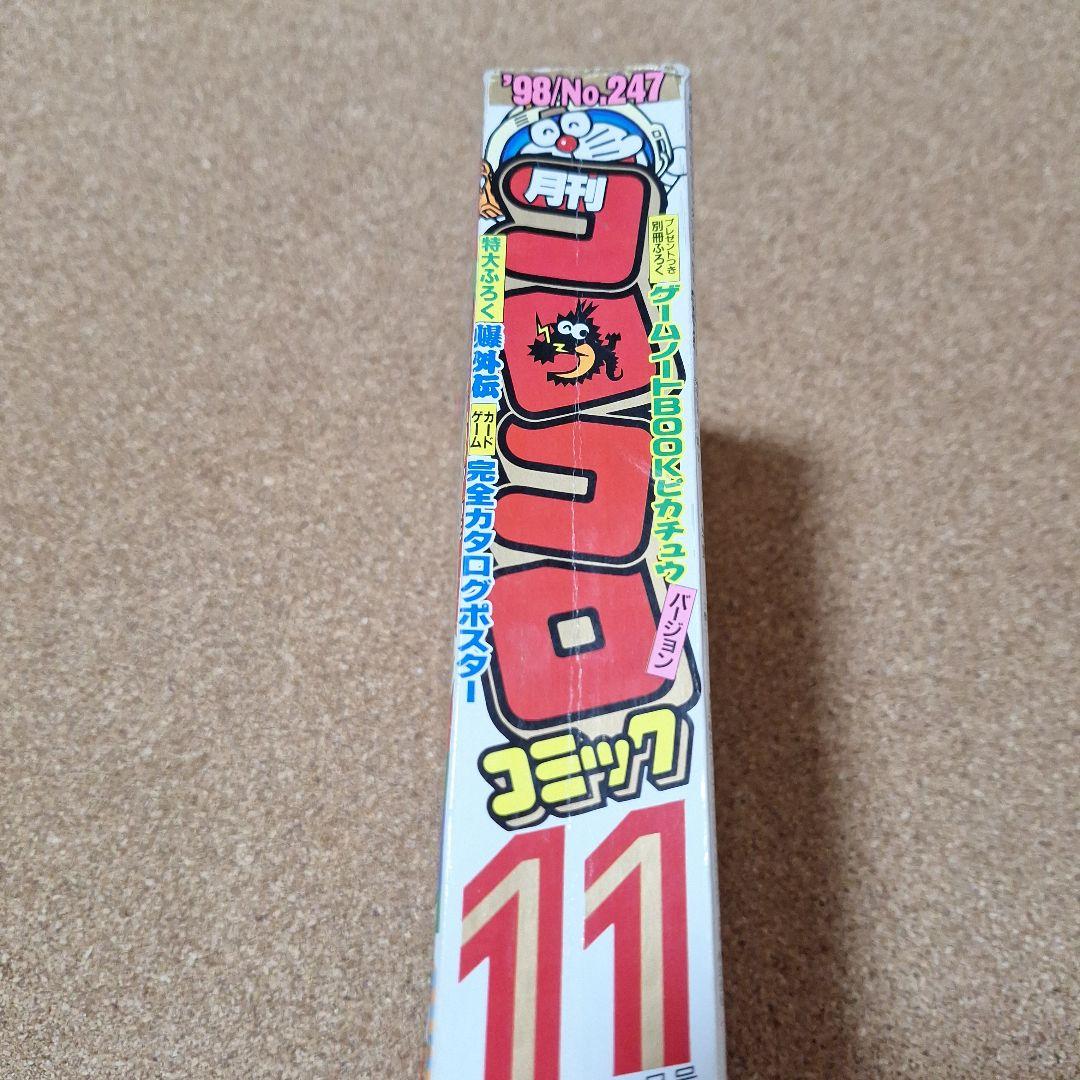 '98/No.247
月刊
コロコロ
コミック
11
プレゼントつき
別冊ふろく
ゲームノートBOOKピカチュウ
バージョン
特大ふろく
爆外伝
カード
ゲーム
完全カタログポスター